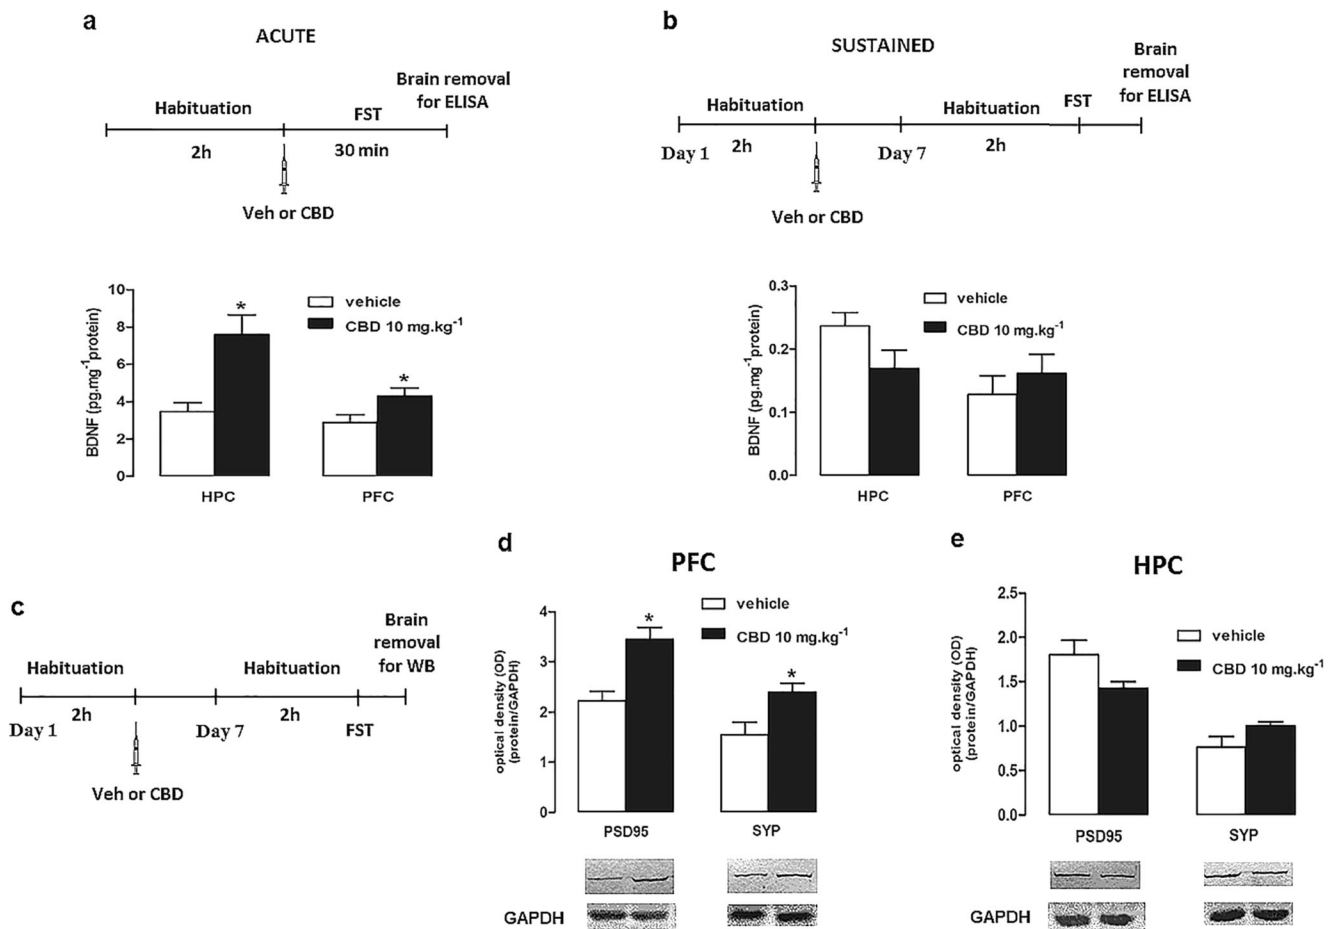 a
ACUTE
Brain removal
for ELISA
Habituation
FST
2h
30 min
Veh or CBD
10
8
6
4
2
0
BDNF (pg.mg⁻¹protein)
*
*
vehicle
CBD 10 mg.kg⁻¹
HPC
PFC
b
SUSTAINED
Brain
removal
for ELISA
Habituation
Habituation
FST
Day 1
2h
Day 7
2h
Veh or CBD
0.3
0.2
0.1
0.0
BDNF (pg.mg⁻¹protein)
vehicle
CBD 10 mg.kg⁻¹
HPC
PFC
c
Brain
removal
for WB
Habituation
Habituation
Day 1
2h
Day 7
2h
FST
Veh or CBD
d
PFC
4
3
2
1
0
optical density (OD)
(protein/GAPDH)
*
*
vehicle
CBD 10 mg.kg⁻¹
PSD95
SYP
GAPDH
e
HPC
2.5
2.0
1.5
1.0
0.5
0.0
optical density (OD)
(protein/GAPDH)
vehicle
CBD 10 mg.kg⁻¹
PSD95
SYP
GAPDH